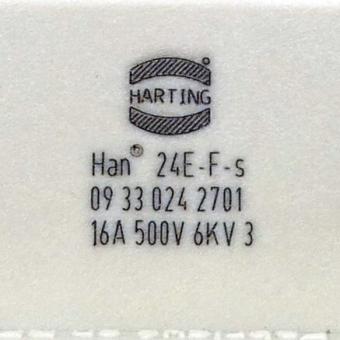 HARTING
Han® 24E-F-s
09 33 024 2701
16A 500V 6KV 3